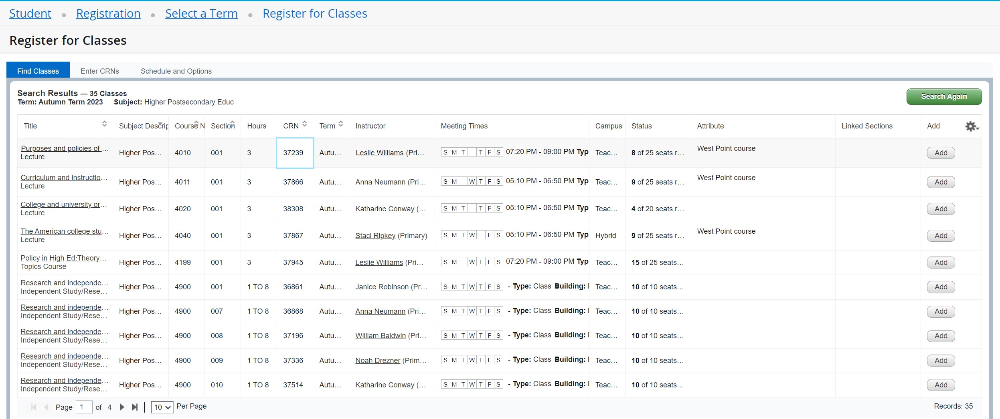 Student • Registration • Select a Term • Register for Classes
Register for Classes
Find Classes Enter CRNs Schedule and Options
Search Results — 35 Classes
Term: Autumn Term 2023 Subject: Higher Postsecondary Educ
Search Again
Title Subject Descrip Course N Section Hours CRN Term Instructor Meeting Times Campus Status Attribute Linked Sections Add
Purposes and policies of ...
Lecture
Higher Pos... 4010 001 3 37239 Autu... Leslie Williams (Pri... S M T T F S 07:20 PM - 09:00 PM Typ Teac... 8 of 25 seats r... West Point course Add
Curriculum and instructio...
Lecture
Higher Pos... 4011 001 3 37866 Autu... Anna Neumann (Pri... S M W T F S 05:10 PM - 06:50 PM Typ Teac... 9 of 25 seats r... West Point course Add
College and university or...
Lecture
Higher Pos... 4020 001 3 38308 Autu... Katharine Conway (... S M T T F S 05:10 PM - 06:50 PM Typ Teac... 4 of 20 seats r... Add
The American college stu...
Lecture
Higher Pos... 4040 001 3 37867 Autu... Staci Ripkey (Primary) S M T W F S 05:10 PM - 06:50 PM Typ Hybrid 9 of 25 seats r... West Point course Add
Policy in High Ed:Theory...
Topics Course
Higher Pos... 4199 001 3 37945 Autu... Leslie Williams (Pri... S M W T F S 07:20 PM - 09:00 PM Typ Teac... 15 of 25 seats... Add
Research and independe...
Independent Study/Rese...
Higher Pos... 4900 001 1 TO 8 36861 Autu... Janice Robinson (Pr... S M T W T F S - Type: Class Building: Teac... 10 of 10 seats... Add
Research and independe...
Independent Study/Rese...
Higher Pos... 4900 007 1 TO 8 36868 Autu... Anna Neumann (Pri... S M T W T F S - Type: Class Building: Teac... 10 of 10 seats... Add
Research and independe...
Independent Study/Rese...
Higher Pos... 4900 008 1 TO 8 37196 Autu... William Baldwin (Pri... S M T W T F S - Type: Class Building: Teac... 10 of 10 seats... Add
Research and independe...
Independent Study/Rese...
Higher Pos... 4900 009 1 TO 8 37336 Autu... Noah Drezner (Prim... S M T W T F S - Type: Class Building: Teac... 10 of 10 seats... Add
Research and independe...
Independent Study/Rese...
Higher Pos... 4900 010 1 TO 8 37514 Autu... Katharine Conway (... S M T W T F S - Type: Class Building: Teac... 10 of 10 seats... Add
Page 1 of 4 | 10 Per Page Records: 35